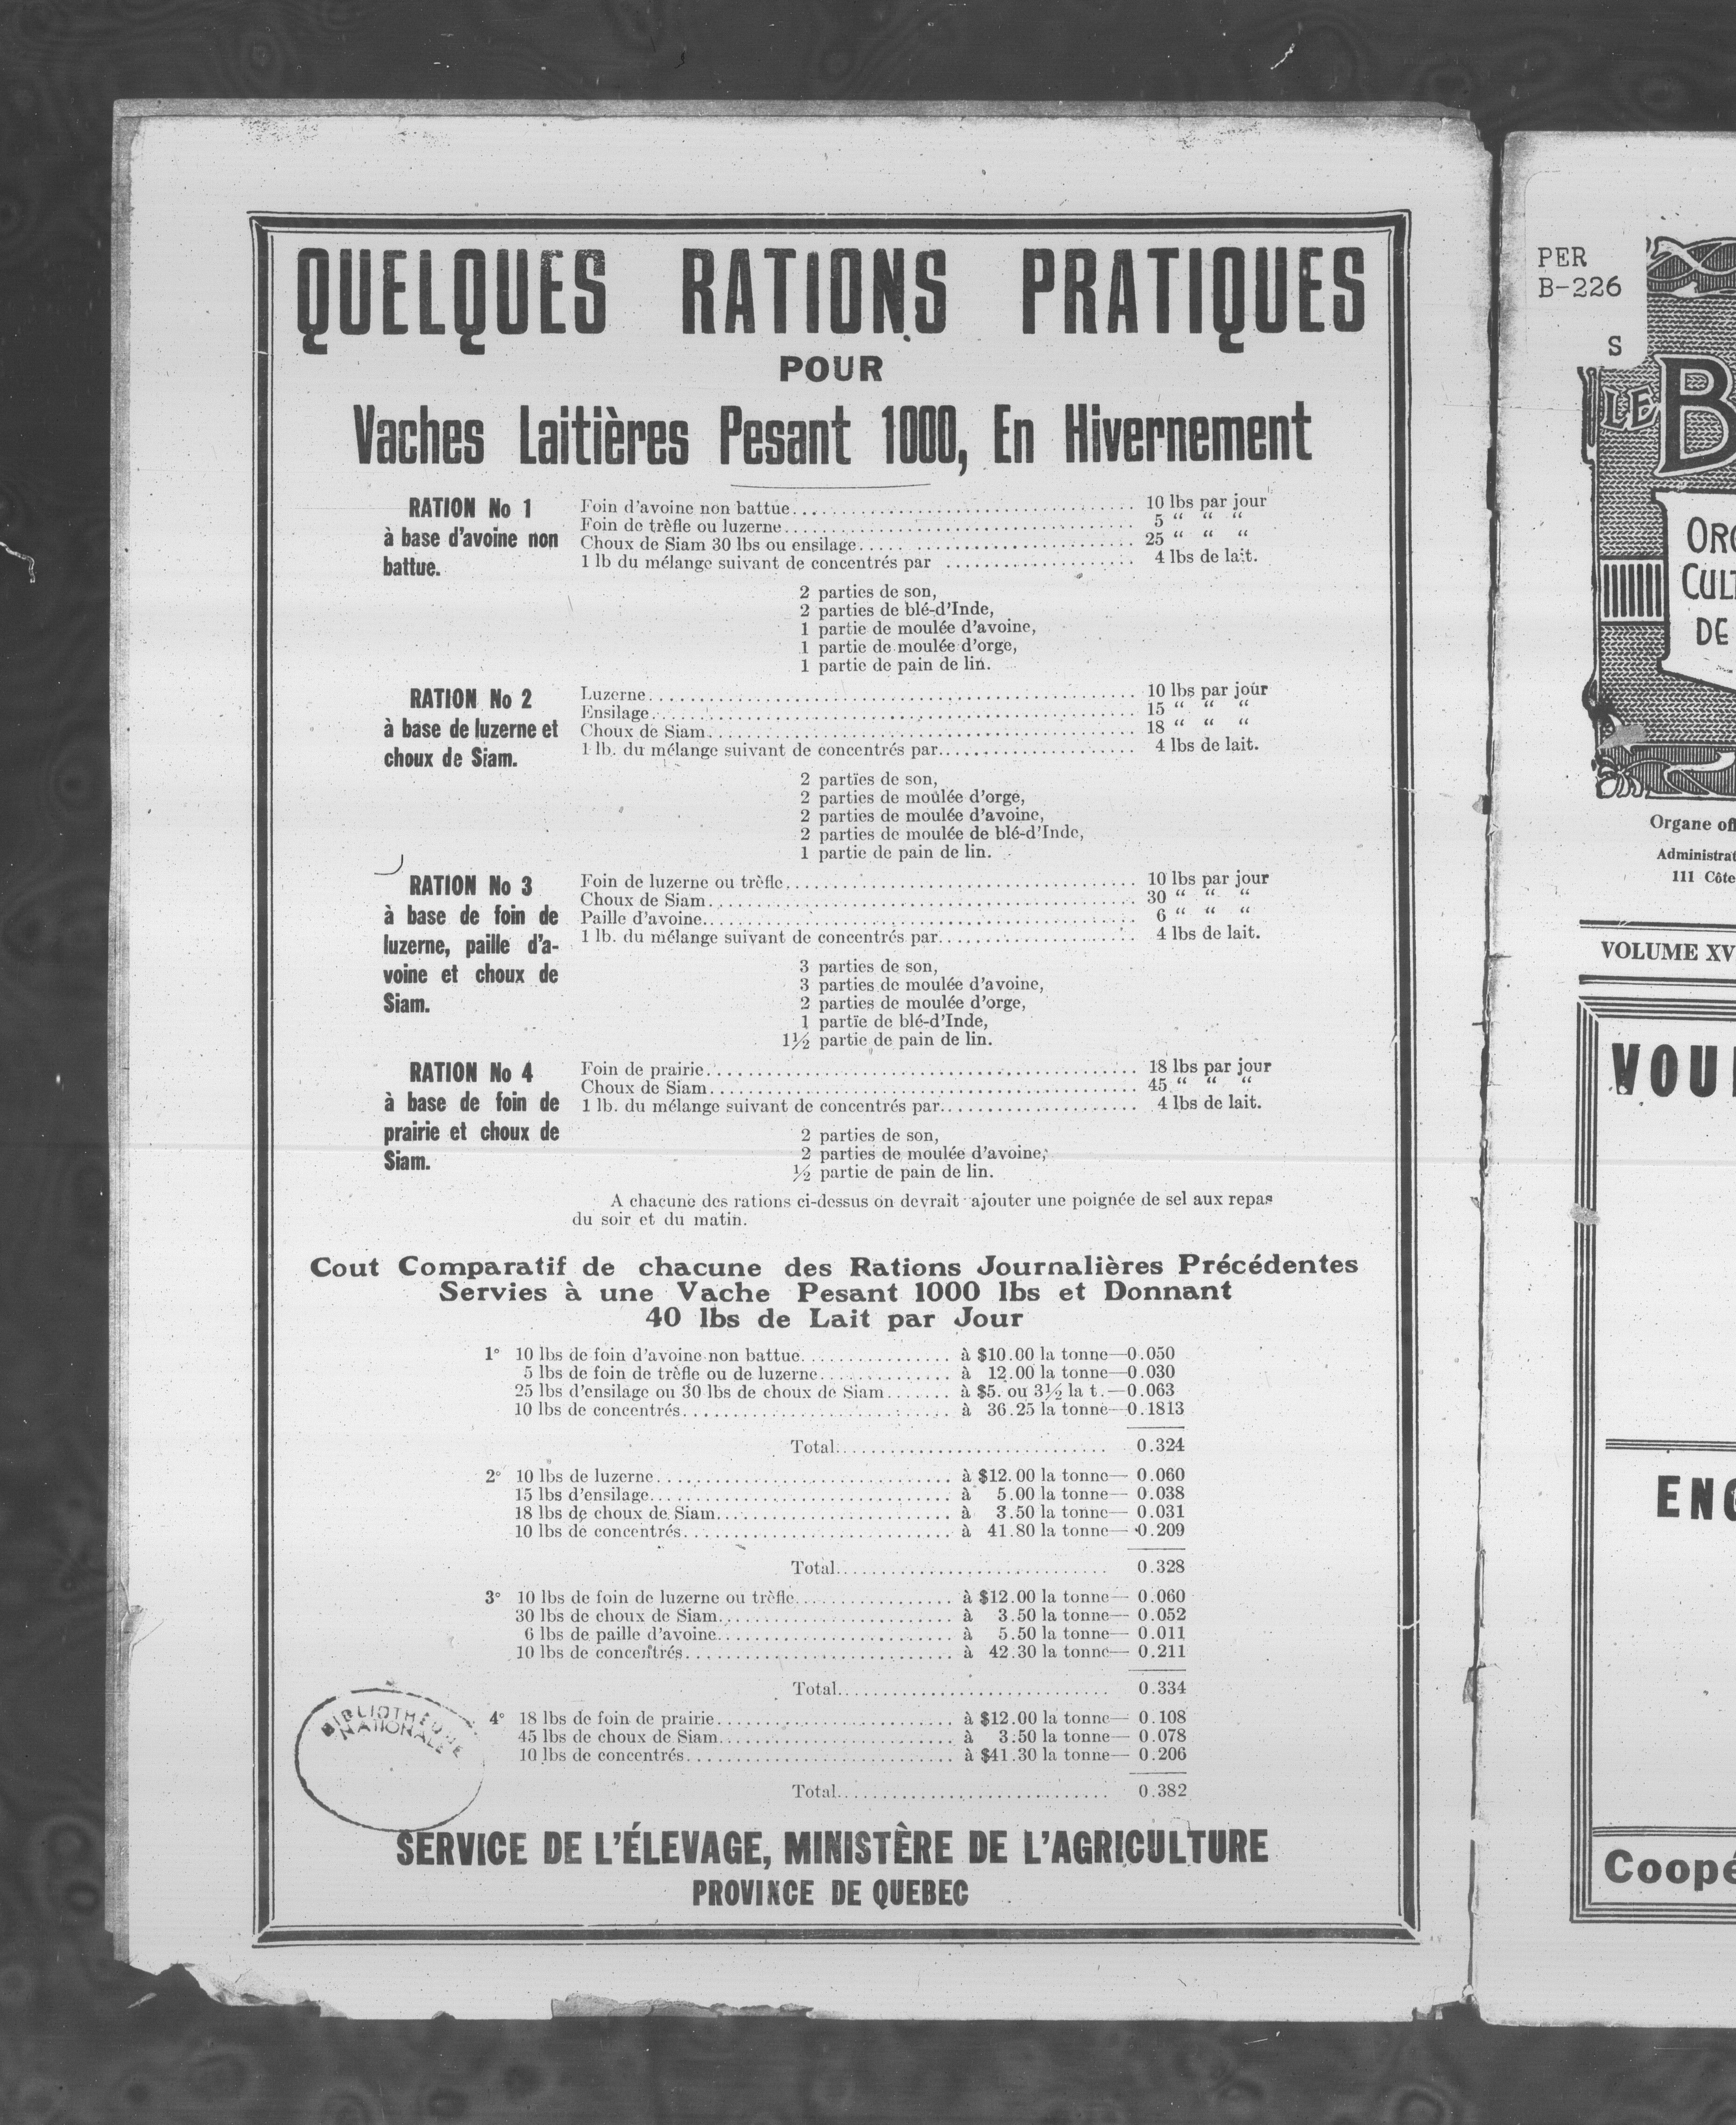 QUELQUES RATIONS PRATIQUES
POUR
Vaches Laitières Pesant 1000, En Hivernement
RATION No 1
à base d'avoine non
battue.
Foin d'avoine non battue........ 10 lbs par jour
Foin de trèfle ou luzerne........ 5 “ “ “
Choux de Siam 30 lbs ou ensilage........ 25 “ “ “
1 lb du mélange suivant de concentrés par ........ 4 lbs de lait.
2 parties de son,
2 parties de blé-d'Inde,
1 partie de moulée d'avoine,
1 partie de moulée d'orge,
1 partie de pain de lin.
RATION No 2
à base de luzerne et
choux de Siam.
Luzerne........ 10 lbs par jour
Ensilage........ 15 “ “ “
Choux de Siam........ 18 “ “ “
1 lb. du mélange suivant de concentrés par........ 4 lbs de lait.
2 parties de son,
2 parties de moulée d'orge,
2 parties de moulée d'avoine,
2 parties de moulée de blé-d'Inde,
1 partie de pain de lin.
RATION No 3
à base de foin de
luzerne, paille d'a-
voine et choux de
Siam.
Foin de luzerne ou trèfle........ 10 lbs par jour
Choux de Siam........ 30 “ “ “
Paille d'avoine........ 6 “ “ “
1 lb. du mélange suivant de concentrés par........ 4 lbs de lait.
3 parties de son,
3 parties de moulée d'avoine,
2 parties de moulée d'orge,
1 partie de blé-d'Inde,
1½ partie de pain de lin.
RATION No 4
à base de foin de
prairie et choux de
Siam.
Foin de prairie........ 18 lbs par jour
Choux de Siam........ 45 “ “ “
1 lb. du mélange suivant de concentrés par........ 4 lbs de lait.
2 parties de son,
2 parties de moulée d'avoine,
½ partie de pain de lin.
A chacune des rations ci-dessus on devrait ajouter une poignée de sel aux repas
du soir et du matin.
Cout Comparatif de chacune des Rations Journalières Précédentes
Servies à une Vache Pesant 1000 lbs et Donnant
40 lbs de Lait par Jour
1° 10 lbs de foin d'avoine non battue........ à $10.00 la tonne—0.050
5 lbs de foin de trèfle ou de luzerne........ à 12.00 la tonne—0.030
25 lbs d'ensilage ou 30 lbs de choux de Siam........ à $5. ou 3½ la t.—0.063
10 lbs de concentrés........ à 36.25 la tonne—0.1813
Total........ 0.324
2° 10 lbs de luzerne........ à $12.00 la tonne— 0.060
15 lbs d'ensilage........ à 5.00 la tonne— 0.038
18 lbs de choux de Siam........ à 3.50 la tonne— 0.031
10 lbs de concentrés........ à 41.80 la tonne— 0.209
Total........ 0.328
3° 10 lbs de foin de luzerne ou trèfle........ à $12.00 la tonne— 0.060
30 lbs de choux de Siam........ à 3.50 la tonne— 0.052
6 lbs de paille d'avoine........ à 5.50 la tonne— 0.011
10 lbs de concentrés........ à 42.30 la tonne— 0.211
Total........ 0.334
4° 18 lbs de foin de prairie........ à $12.00 la tonne— 0.108
45 lbs de choux de Siam........ à 3.50 la tonne— 0.078
10 lbs de concentrés........ à $41.30 la tonne— 0.206
Total........ 0.382
BIBLIOTHEQUE
NATIONALE
SERVICE DE L'ÉLEVAGE, MINISTÈRE DE L'AGRICULTURE
PROVINCE DE QUEBEC
PER
B-226
S
LE B
ORG
CULT
DE
Organe off
Administrat
111 Côte
VOLUME XV
VOUL
ENG
Coopé